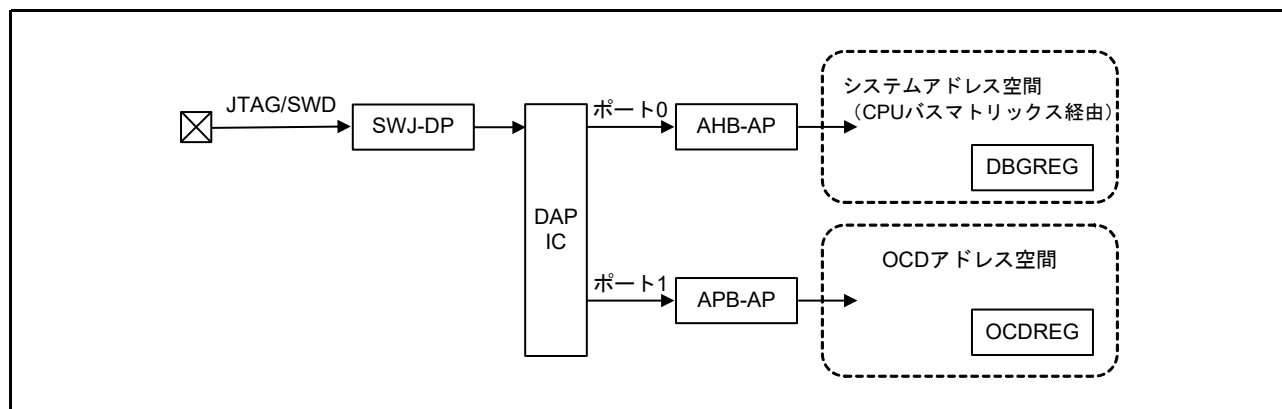 JTAG/SWD
SWJ-DP
DAP
IC
ポート0
AHB-AP
システムアドレス空間
（CPUバスマトリックス経由）
DBGREG
ポート1
APB-AP
OCDアドレス空間
OCDREG